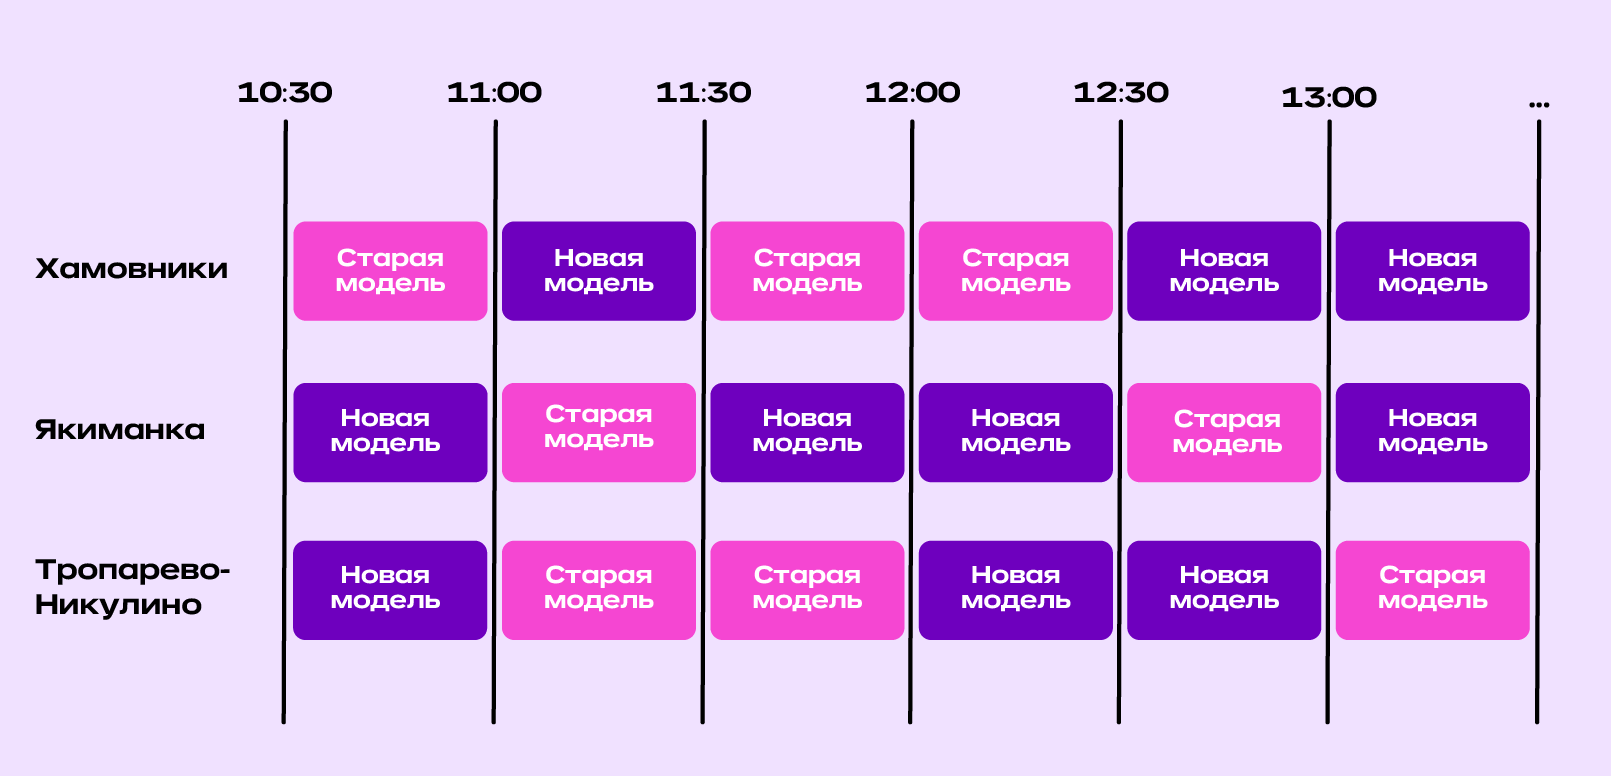 10:30 11:00 11:30 12:00 12:30 13:00 ...
Хамовники
Старая Новая Старая Старая Новая Новая
модель модель модель модель модель модель
Якиманка
Новая Старая Новая Новая Старая Новая
модель модель модель модель модель модель
Тропарево-
Никулино
Новая Старая Старая Новая Новая Старая
модель модель модель модель модель модель